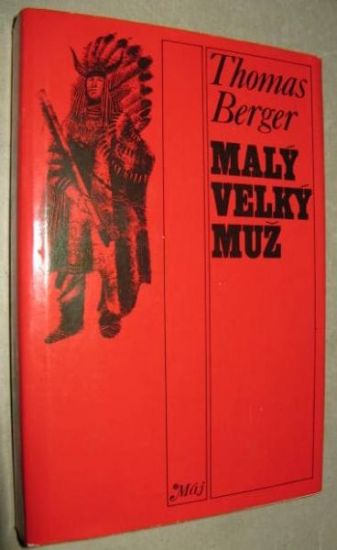 Thomas
Berger
MALÝ
VELKÝ
MUŽ
Máj